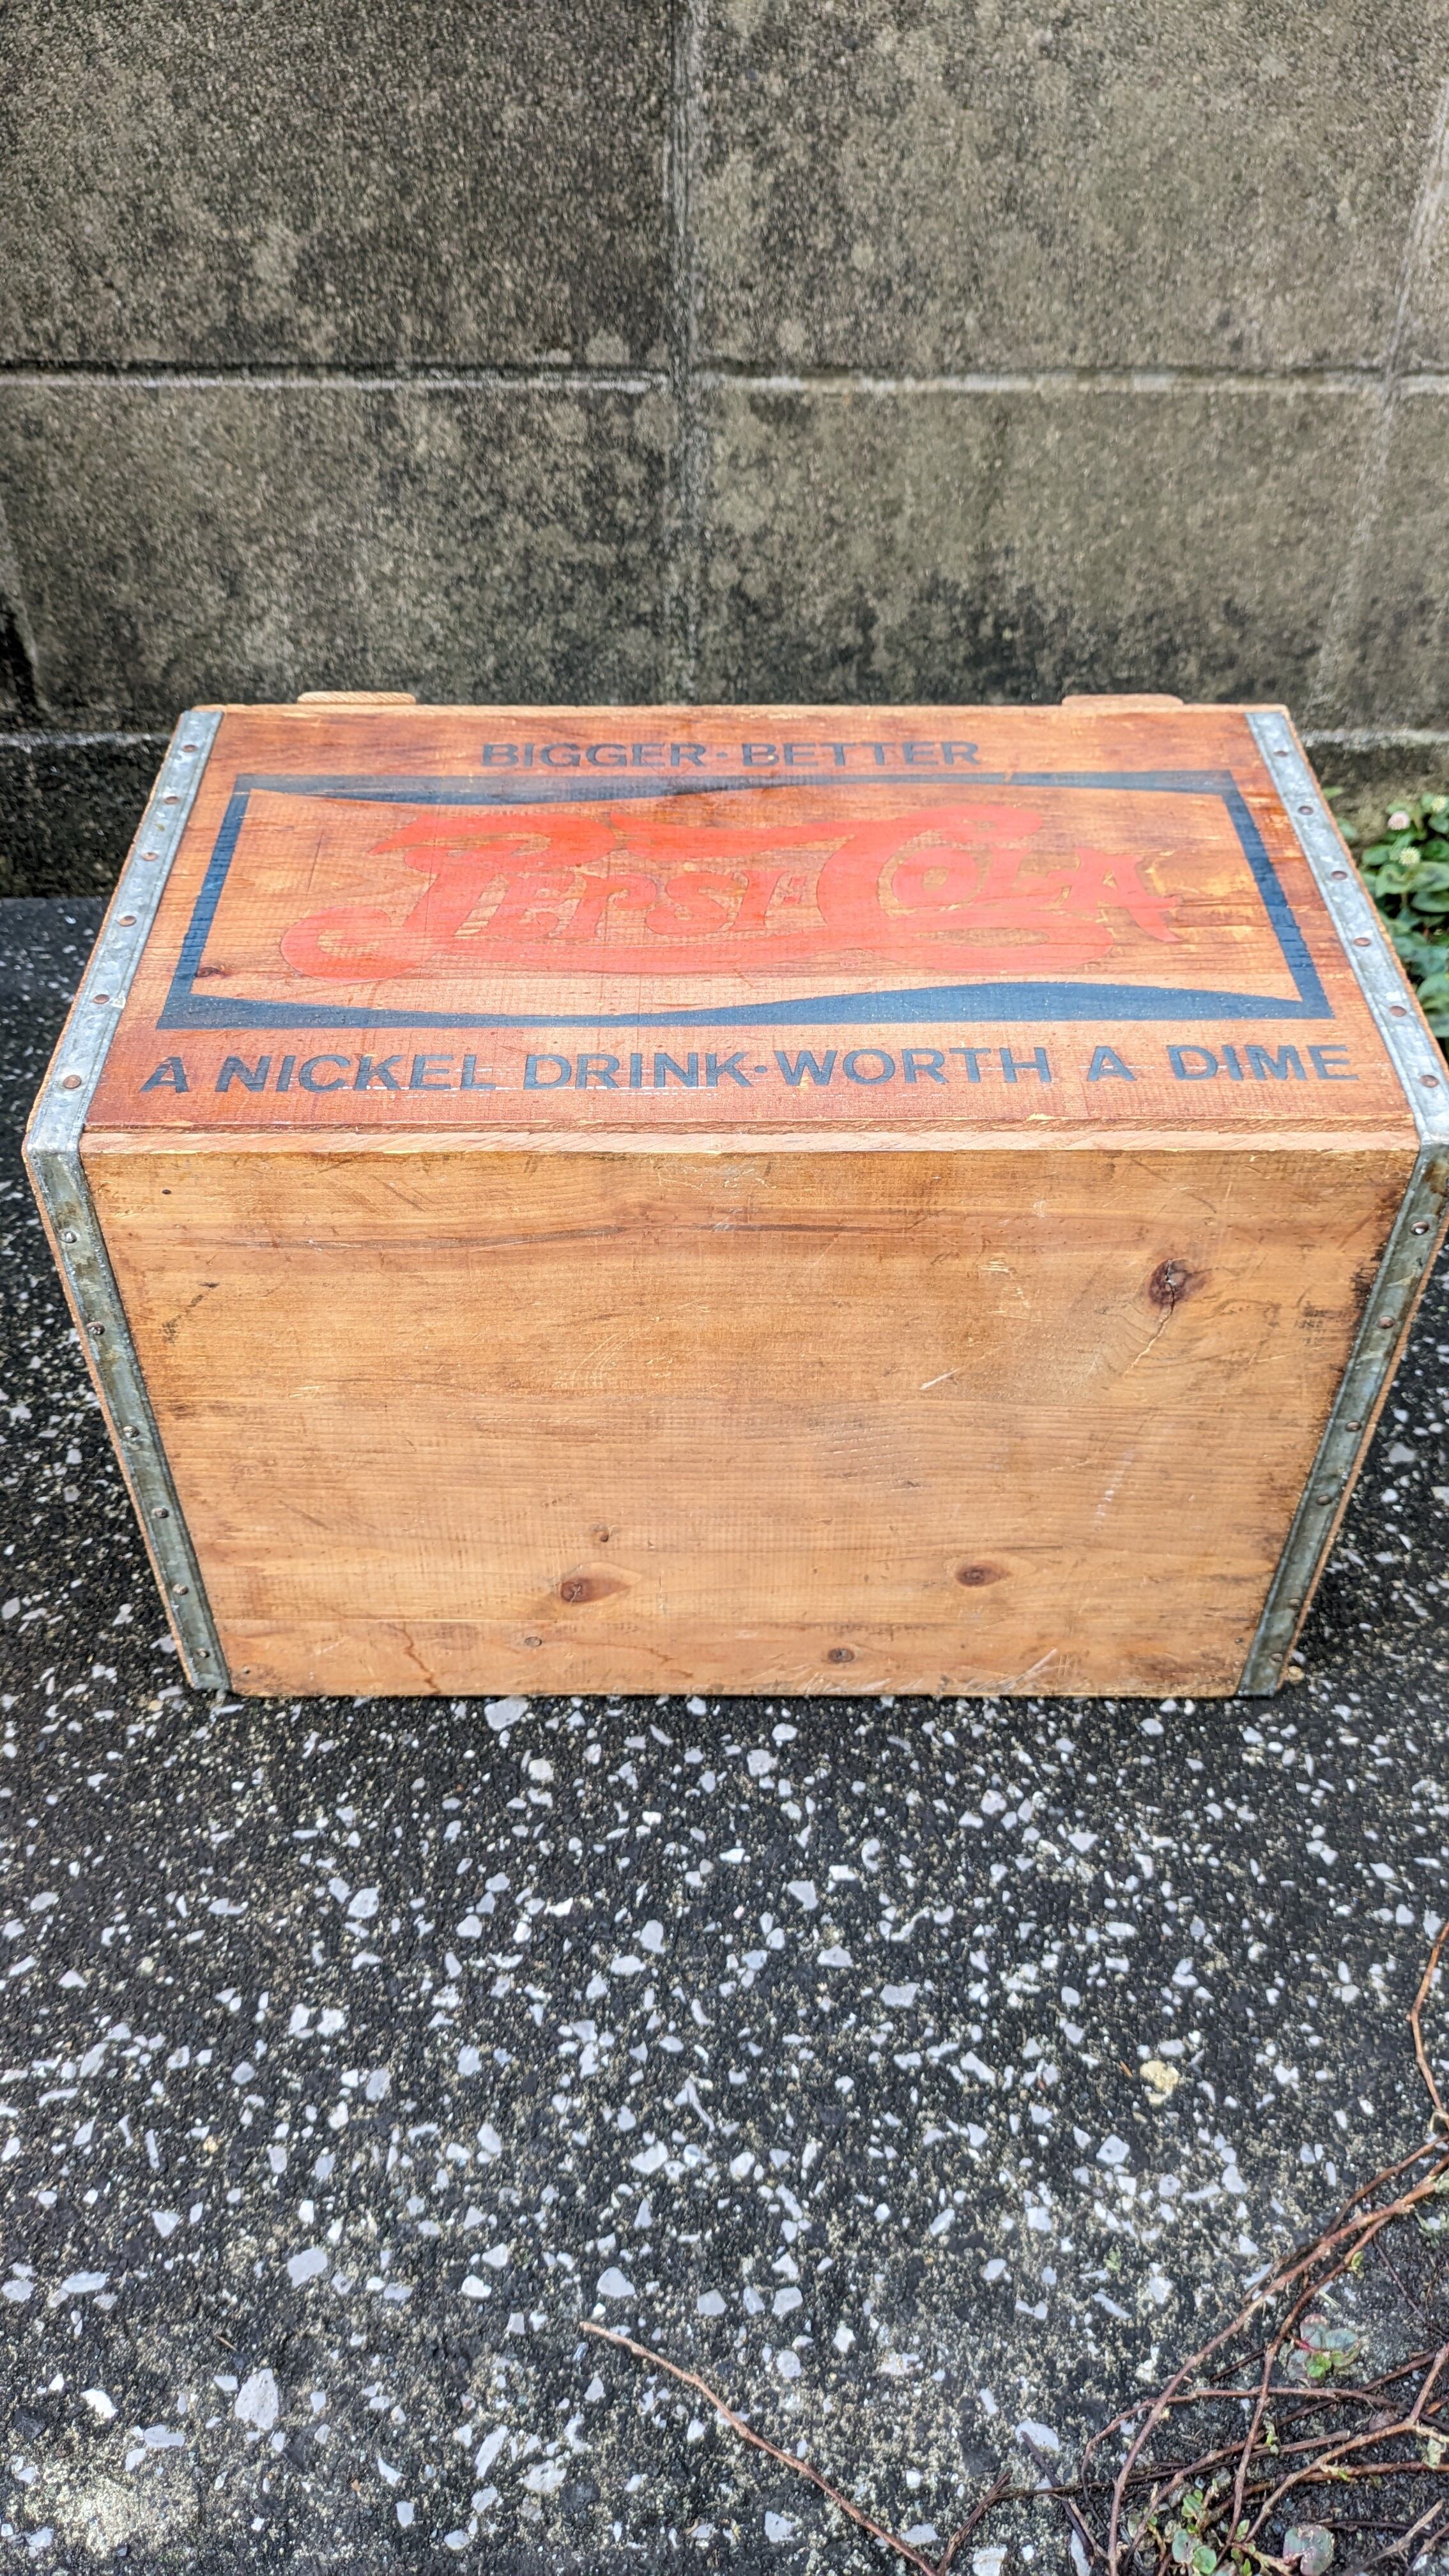 BIGGER·BETTER
PEPSI COLA
A NICKEL DRINK·WORTH A DIME